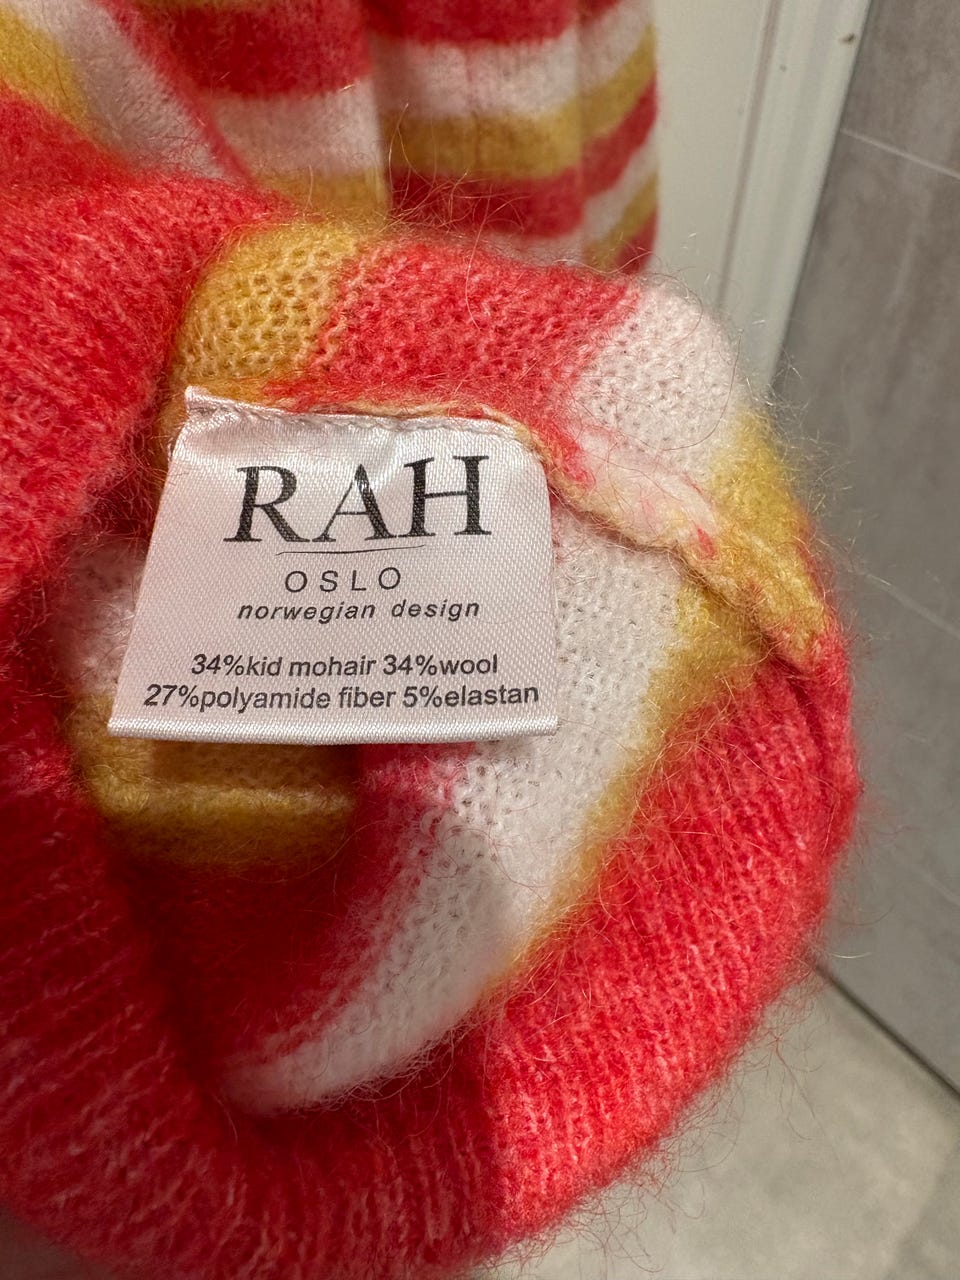 RAH
OSLO
norwegian design
34%kid mohair 34%wool
27%polyamide fiber 5%elastan